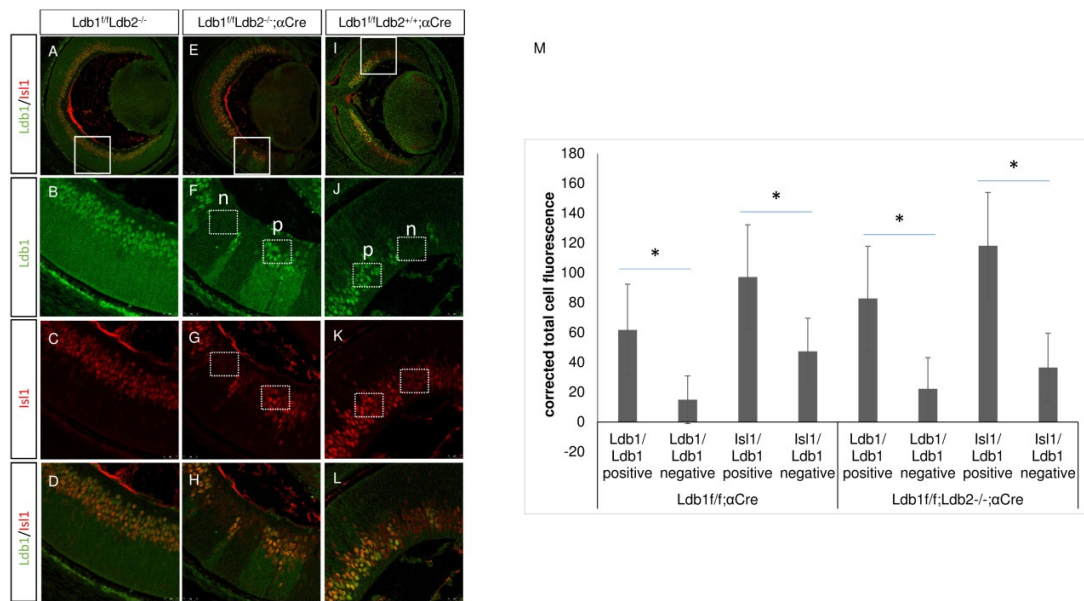 Ldb1f/fLdb2-/-
Ldb1f/fLdb2-/-;αCre
Ldb1f/fLdb2+/+;αCre
Ldb1/Isl1
A
E
I
Ldb1
B
F
n
p
J
p
n
Isl1
C
G
K
Ldb1/Isl1
D
H
L
M
corrected total cell fluorescence
180
160
140
120
100
80
60
40
20
0
-20
*
*
*
*
Ldb1/
Ldb1
positive
Ldb1/
Ldb1
negative
Isl1/
Ldb1
positive
Isl1/
Ldb1
negative
Ldb1/
Ldb1
positive
Ldb1/
Ldb1
negative
Isl1/
Ldb1
positive
Isl1/
Ldb1
negative
Ldb1f/f;αCre
Ldb1f/f;Ldb2-/-;αCre